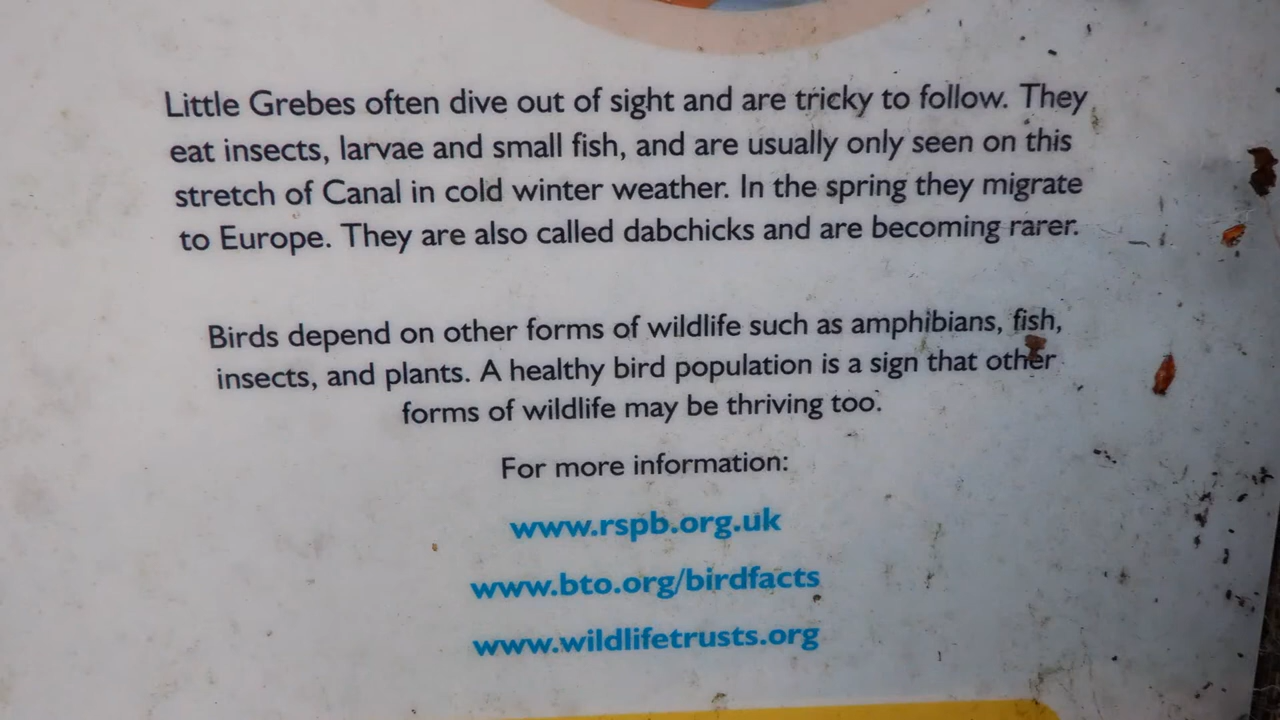 Little Grebes often dive out of sight and are tricky to follow. They
eat insects, larvae and small fish, and are usually only seen on this
stretch of Canal in cold winter weather. In the spring they migrate
to Europe. They are also called dabchicks and are becoming rarer.
Birds depend on other forms of wildlife such as amphibians, fish,
insects, and plants. A healthy bird population is a sign that other
forms of wildlife may be thriving too.
For more information:
www.rspb.org.uk
www.bto.org/birdfacts
www.wildlifetrusts.org